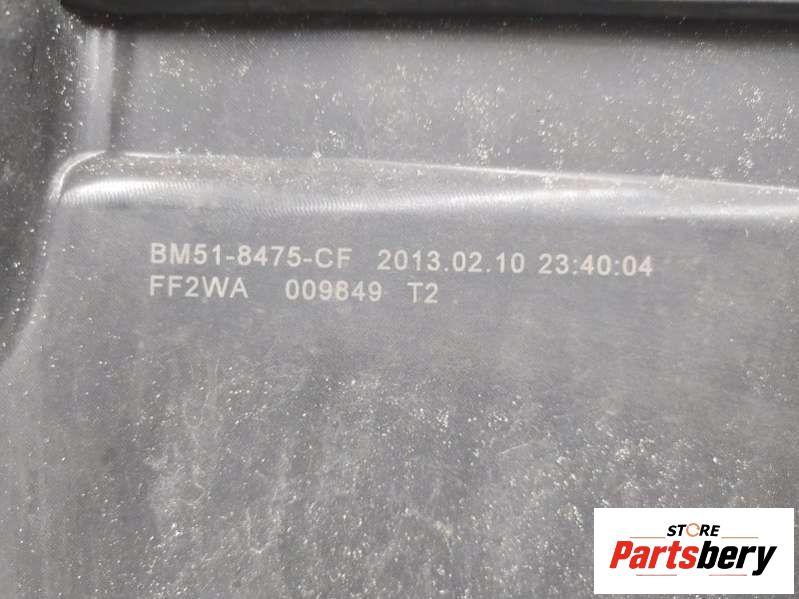 BM51-8475-CF 2013.02.10 23:40:04
FF2WA 009849 T2
STORE
Partsbery